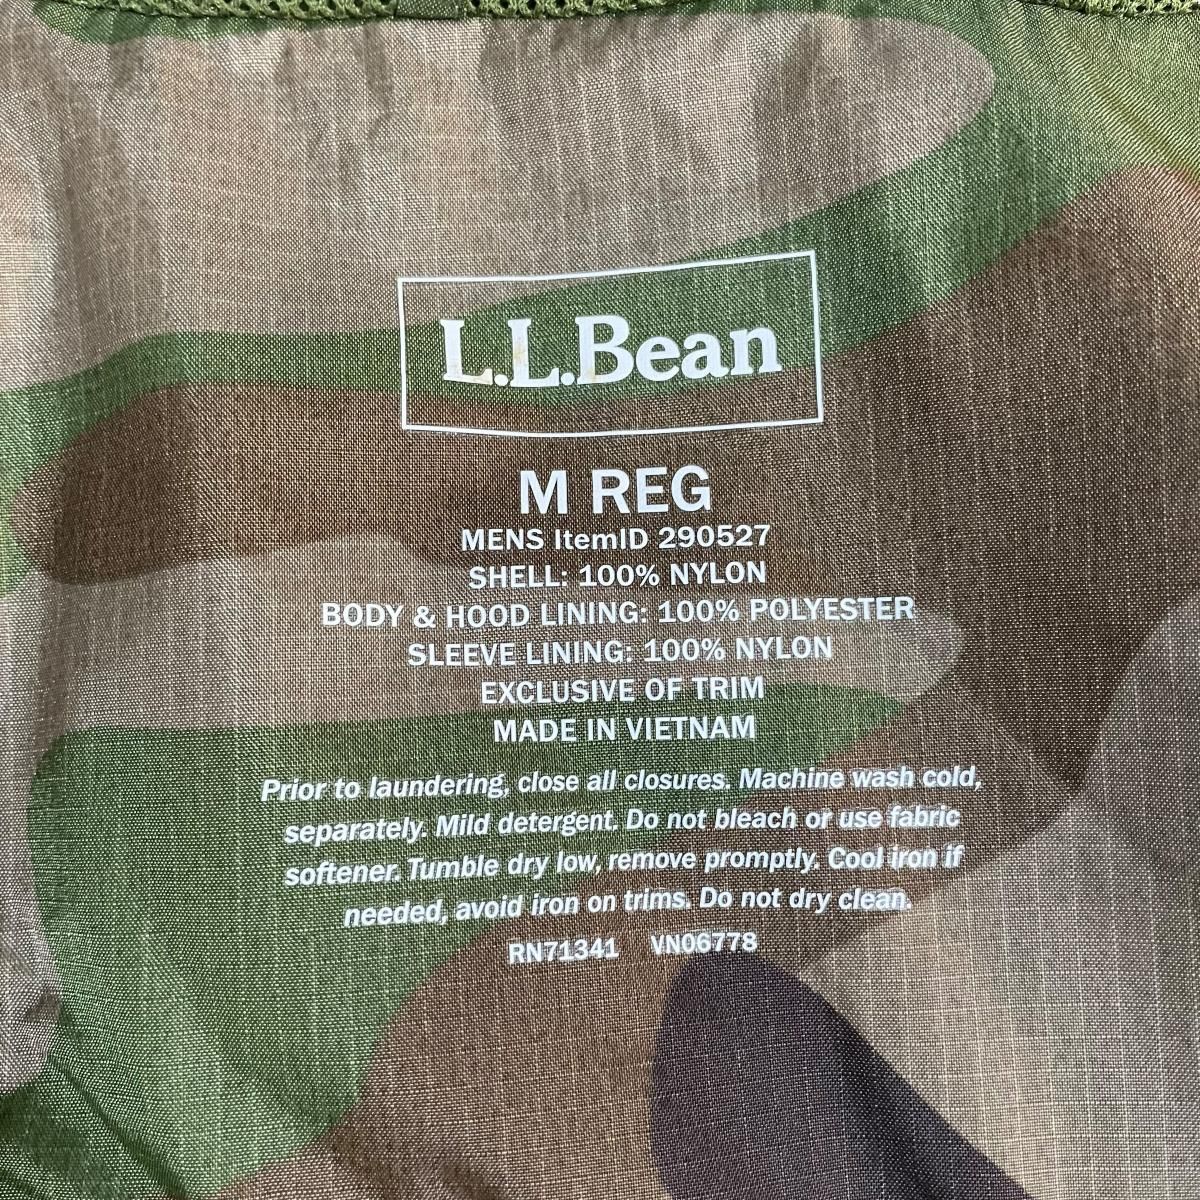 L.L.Bean
M REG
MENS ItemID 290527
SHELL: 100% NYLON
BODY & HOOD LINING: 100% POLYESTER
SLEEVE LINING: 100% NYLON
EXCLUSIVE OF TRIM
MADE IN VIETNAM
Prior to laundering, close all closures. Machine wash cold,
separately. Mild detergent. Do not bleach or use fabric
softener. Tumble dry low, remove promptly. Cool iron if
needed, avoid iron on trims. Do not dry clean.
RN71341 VN06778